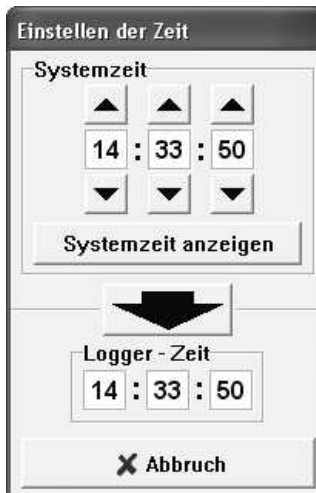 Einstellen der Zeit
Systemzeit
14 : 33 : 50
Systemzeit anzeigen
Logger - Zeit
14 : 33 : 50
Abbruch